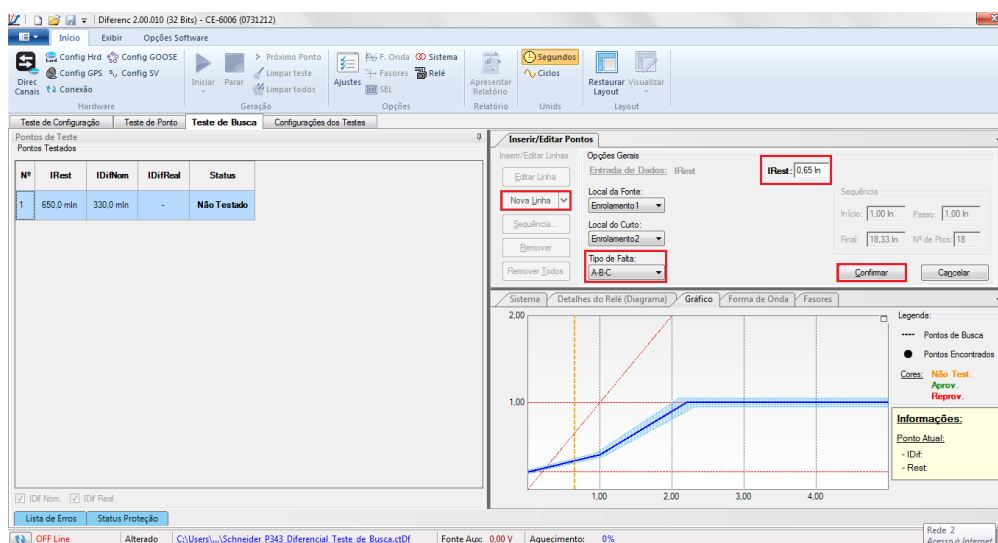 Diferenc 2.00.010 (32 Bits) - CE-6006 (0731212)
Início Exibir Opções Software
Direc Canais
Config Hrd Config GOOSE
Config GPS Config SV
Conexão
Hardware
Iniciar Parar
Próximo Ponto
Limpar teste
Limpar todos
Geração
Ajustes
F. Onda Sistema
Fasores Relé
SEL
Opções
Apresentar Relatório
Relatório
Segundos
Ciclos
Unids
Restaurar Layout
Visualizar
Layout
Teste de Configuração Teste de Ponto Teste de Busca Configurações dos Testes
Pontos de Teste
Pontos Testados
Nº IRest IDifNom IDifReal Status
1 650,0 mIn 330,0 mIn - Não Testado
IDif Nom. IDif Real
Inserir/Editar Pontos
Inserir/Editar Linhas
Editar Linha
Nova Linha
Sequência...
Remover
Remover Todos
Opções Gerais
Entrada de Dados: IRest
IRest: 0,65 In
Local da Fonte:
Enrolamento1
Local do Curto:
Enrolamento2
Tipo de Falta:
A-B-C
Sequência
Início: 1,00 In Passo: 1,00 In
Final: 18,33 In Nº de Ptos: 18
Confirmar Cancelar
Sistema Detalhes do Relé (Diagrama) Gráfico Forma de Onda Fasores
2,00
1,00
1,00 2,00 3,00 4,00
Legenda:
Pontos de Busca
Pontos Encontrados
Cores: Não Test.
Aprov.
Reprov.
Informações:
Ponto Atual:
- IDif:
- Rest:
Lista de Erros Status Proteção
OFF Line Alterado C:\Users\...\Schneider_P343_Diferencial_Teste de Busca.ctDf Fonte Aux: 0,00 V Aquecimento: 0%
Rede 2
Acesso à Internet